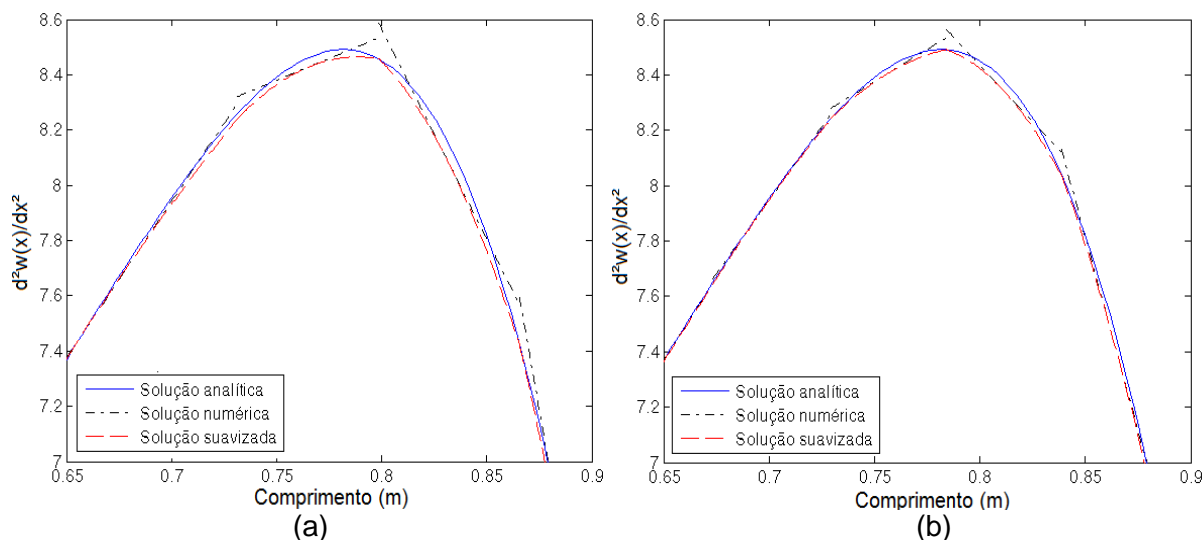 8.6
8.4
8.2
8
7.8
7.6
7.4
7.2
7
d²w(x)/dx²
Solução analítica
Solução numérica
Solução suavizada
0.65 0.7 0.75 0.8 0.85 0.9
Comprimento (m)
(a)
8.6
8.4
8.2
8
7.8
7.6
7.4
7.2
7
d²w(x)/dx²
Solução analítica
Solução numérica
Solução suavizada
0.65 0.7 0.75 0.8 0.85 0.9
Comprimento (m)
(b)